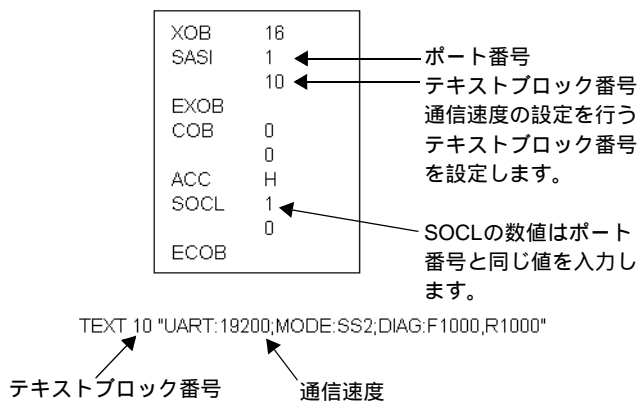 XOB 16
SASI 1
10
EXOB
COB 0
0
ACC H
SOCL 1
0
ECOB
ポート番号
テキストブロック番号
通信速度の設定を行う
テキストブロック番号
を設定します。
SOCLの数値はポート
番号と同じ値を入力し
ます。
TEXT 10 "UART:19200;MODE:SS2;DIAG:F1000,R1000"
テキストブロック番号
通信速度